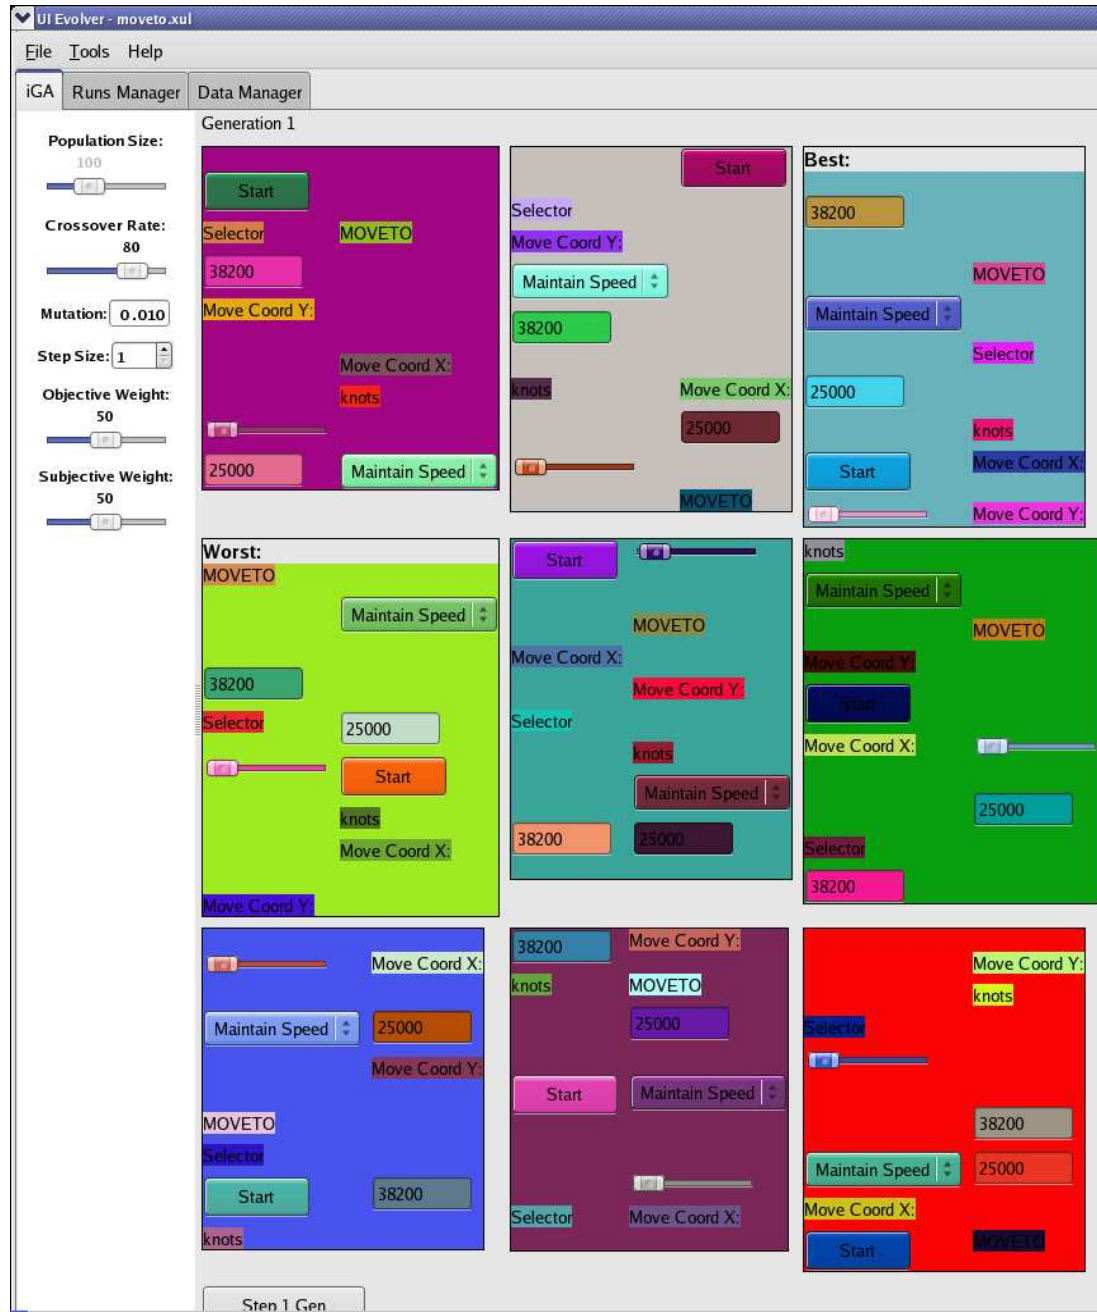 UI Evolver - moveto.xul
File Tools Help
iGA Runs Manager Data Manager
Population Size:
100
Crossover Rate:
80
Mutation: 0.010
Step Size: 1
Objective Weight:
50
Subjective Weight:
50
Generation 1
Start
Selector MOVETO
38200
Move Coord Y:
Move Coord X:
knots
25000 Maintain Speed
Start
Selector
Move Coord Y:
Maintain Speed
38200
knots Move Coord X:
25000
MOVETO
Best:
38200
MOVETO
Maintain Speed
Selector
25000
knots
Start Move Coord X:
Move Coord Y:
Worst:
MOVETO
Maintain Speed
38200
Selector 25000
Start
knots
Move Coord X:
Move Coord Y:
Start
MOVETO
Move Coord X:
Move Coord Y:
Selector
knots
Maintain Speed
38200 25000
knots
Maintain Speed
MOVETO
Move Coord Y:
Start
Move Coord X:
25000
Selector
38200
Move Coord X:
Maintain Speed 25000
Move Coord Y:
MOVETO
Selector
Start 38200
knots
38200 Move Coord Y:
knots MOVETO
25000
Start Maintain Speed
Selector Move Coord X:
Move Coord Y:
knots
Selector
38200
Maintain Speed 25000
Move Coord X:
Start MOVETO
Step 1 Gen